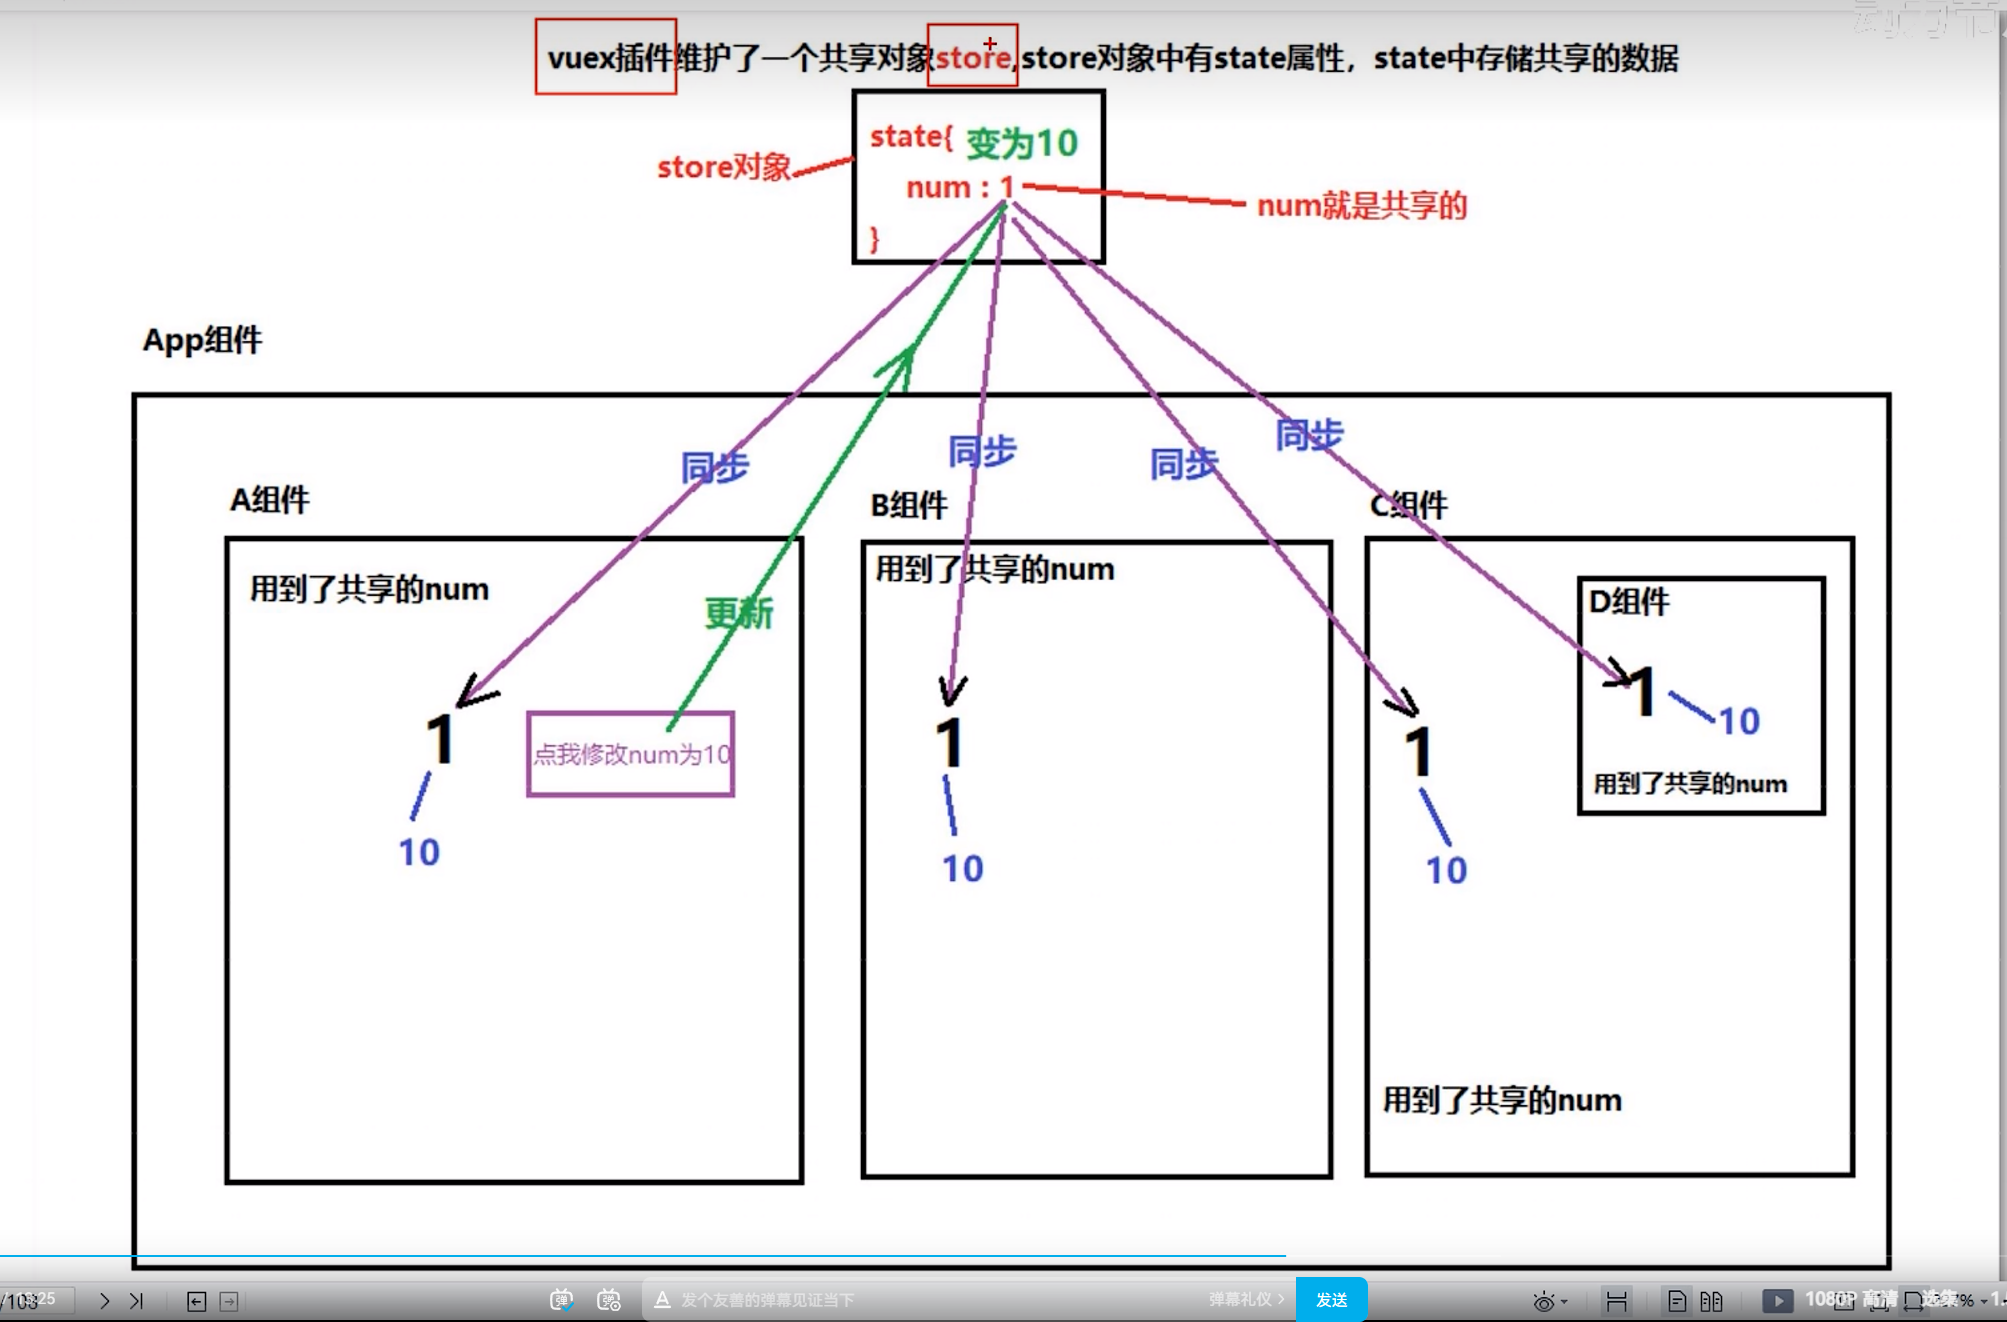 vuex插件维护了一个共享对象store,store对象中有state属性，state中存储共享的数据
state{ 变为10
store对象
num : 1
num就是共享的
}
App组件
同步
同步
同步
同步
A组件
B组件
C组件
用到了共享的num
用到了共享的num
D组件
更新
1
点我修改num为10
1
1
1
10
用到了共享的num
10
10
10
用到了共享的num
发个友善的弹幕见证当下
弹幕礼仪
发送
1080P 高清